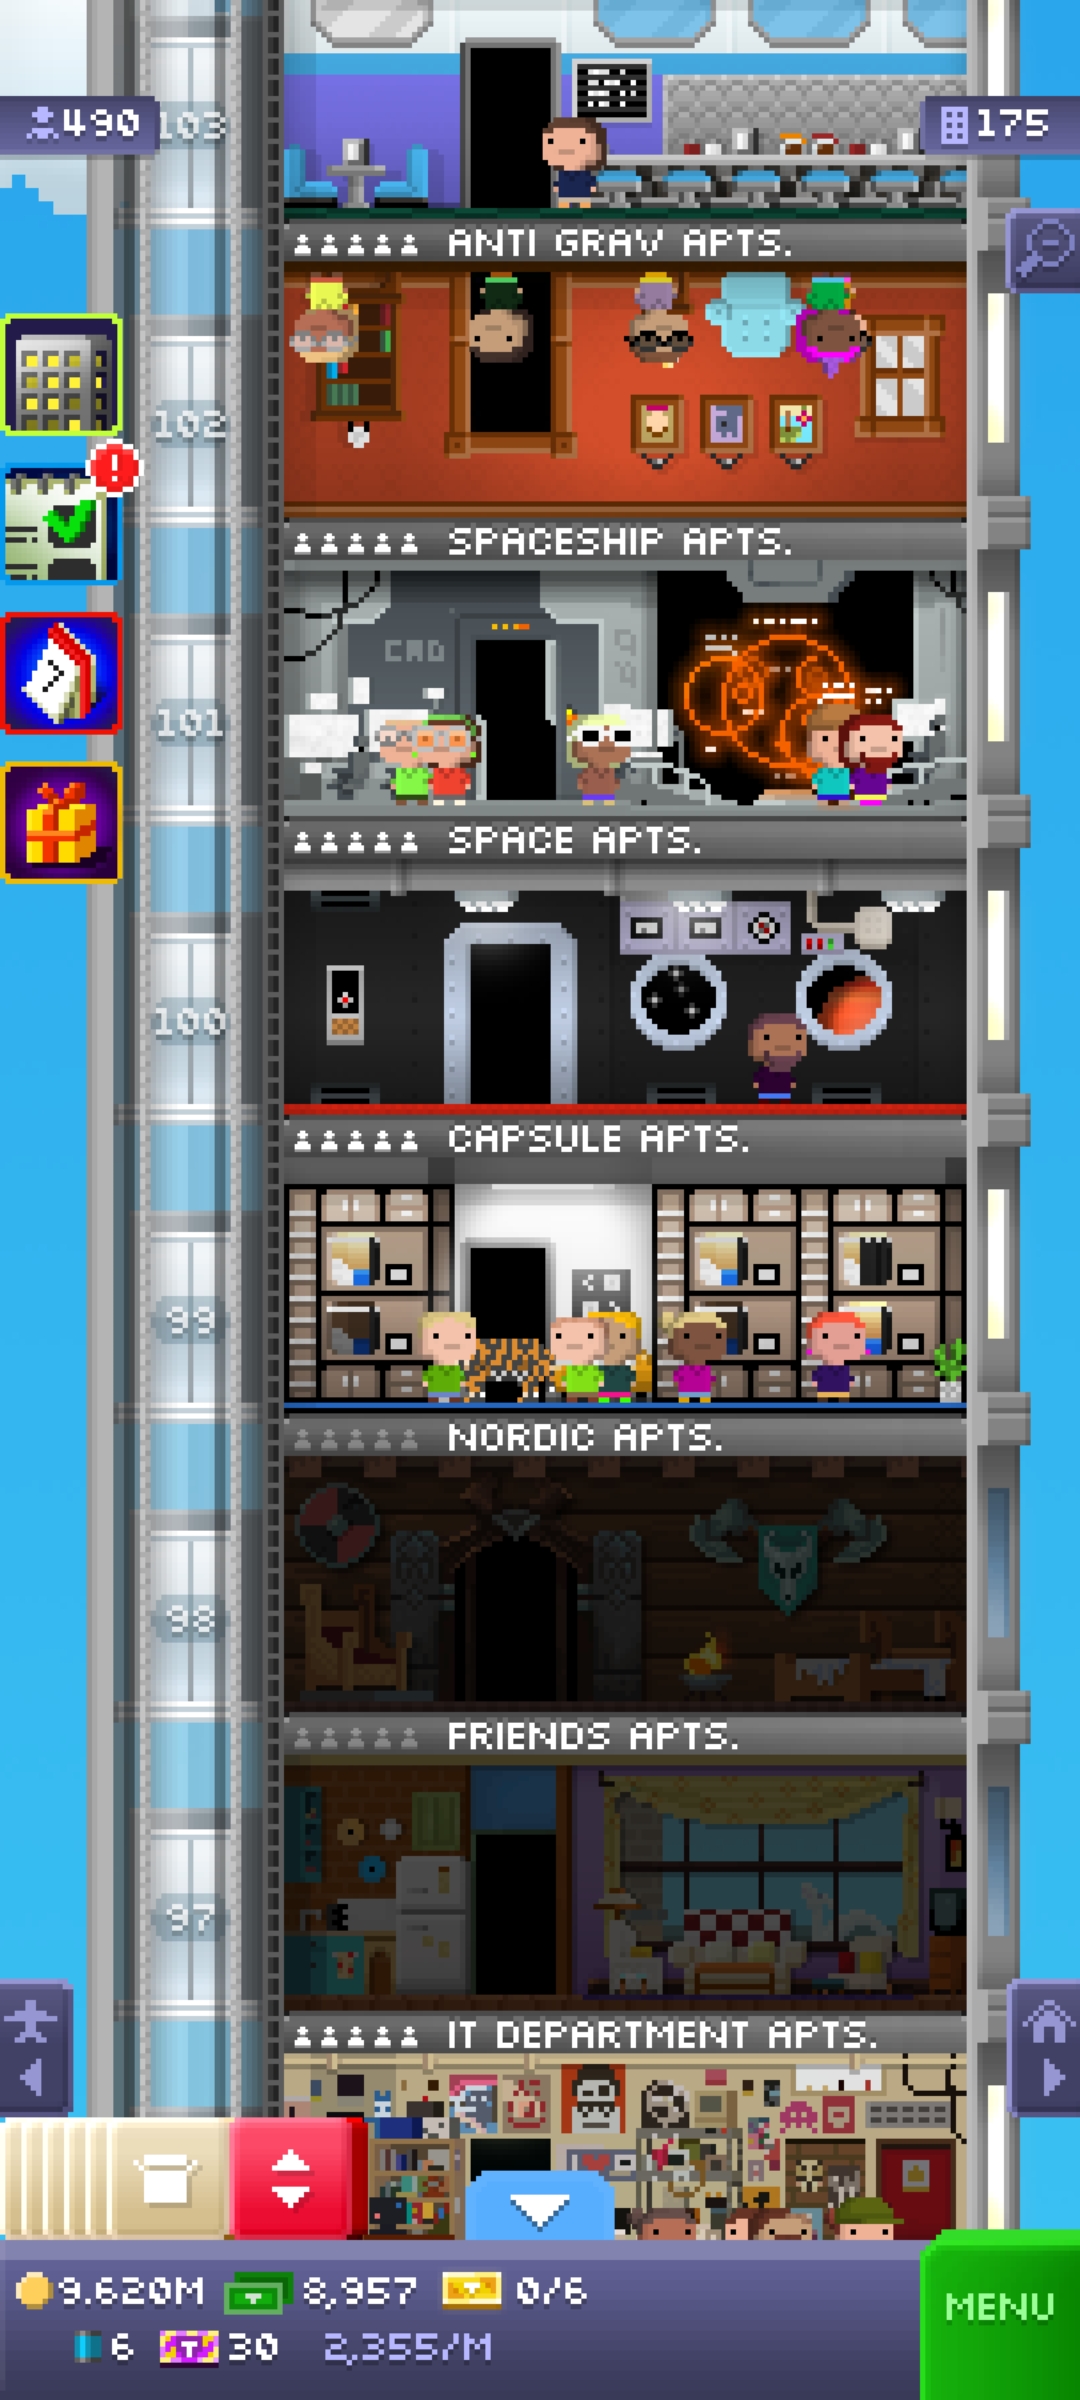 490
103
175
ANTI GRAV APTS.
102
SPACESHIP APTS.
CAD
101
SPACE APTS.
100
CAPSULE APTS.
99
NORDIC APTS.
98
FRIENDS APTS.
97
IT DEPARTMENT APTS.
9.620M 8,957 0/6
6 T 30 2,355/M
MENU